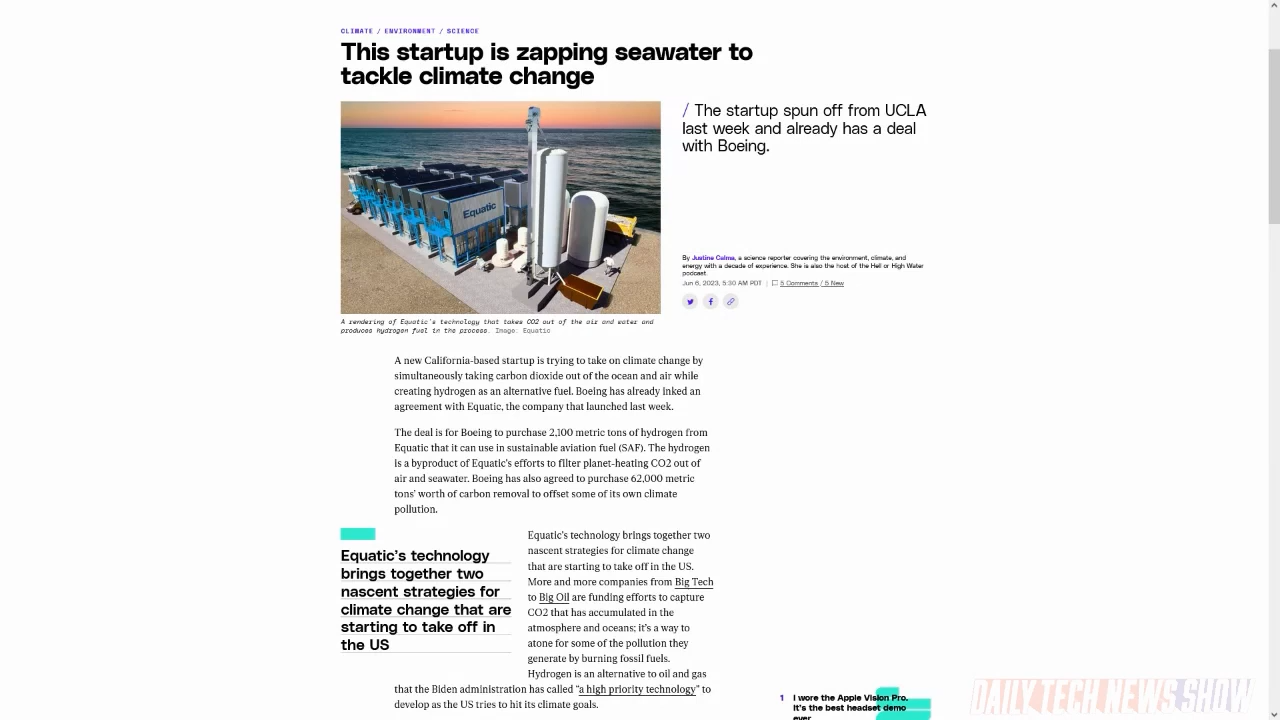 CLIMATE / ENVIRONMENT / SCIENCE
This startup is zapping seawater to
tackle climate change
/ The startup spun off from UCLA
last week and already has a deal
with Boeing.
Equatic
By Justine Calma, a science reporter covering the environment, climate, and
energy with a decade of experience. She is also the host of the Hell or High Water
podcast.
Jun 6, 2023, 5:30 AM PDT | 5 Comments / 5 New
A rendering of Equatic's technology that takes CO2 out of the air and water and
produces hydrogen fuel in the process. Image: Equatic
A new California-based startup is trying to take on climate change by
simultaneously taking carbon dioxide out of the ocean and air while
creating hydrogen as an alternative fuel. Boeing has already inked an
agreement with Equatic, the company that launched last week.
The deal is for Boeing to purchase 2,100 metric tons of hydrogen from
Equatic that it can use in sustainable aviation fuel (SAF). The hydrogen
is a byproduct of Equatic's efforts to filter planet-heating CO2 out of
air and seawater. Boeing has also agreed to purchase 62,000 metric
tons' worth of carbon removal to offset some of its own climate
pollution.
Equatic's technology
brings together two
nascent strategies for
climate change that are
starting to take off in
the US
Equatic's technology brings together two
nascent strategies for climate change
that are starting to take off in the US.
More and more companies from Big Tech
to Big Oil are funding efforts to capture
CO2 that has accumulated in the
atmosphere and oceans; it's a way to
atone for some of the pollution they
generate by burning fossil fuels.
Hydrogen is an alternative to oil and gas
that the Biden administration has called "a high priority technology" to
develop as the US tries to hit its climate goals.
1 I wore the Apple Vision Pro.
It's the best headset demo
ever
DAILY TECH NEWS SHOW